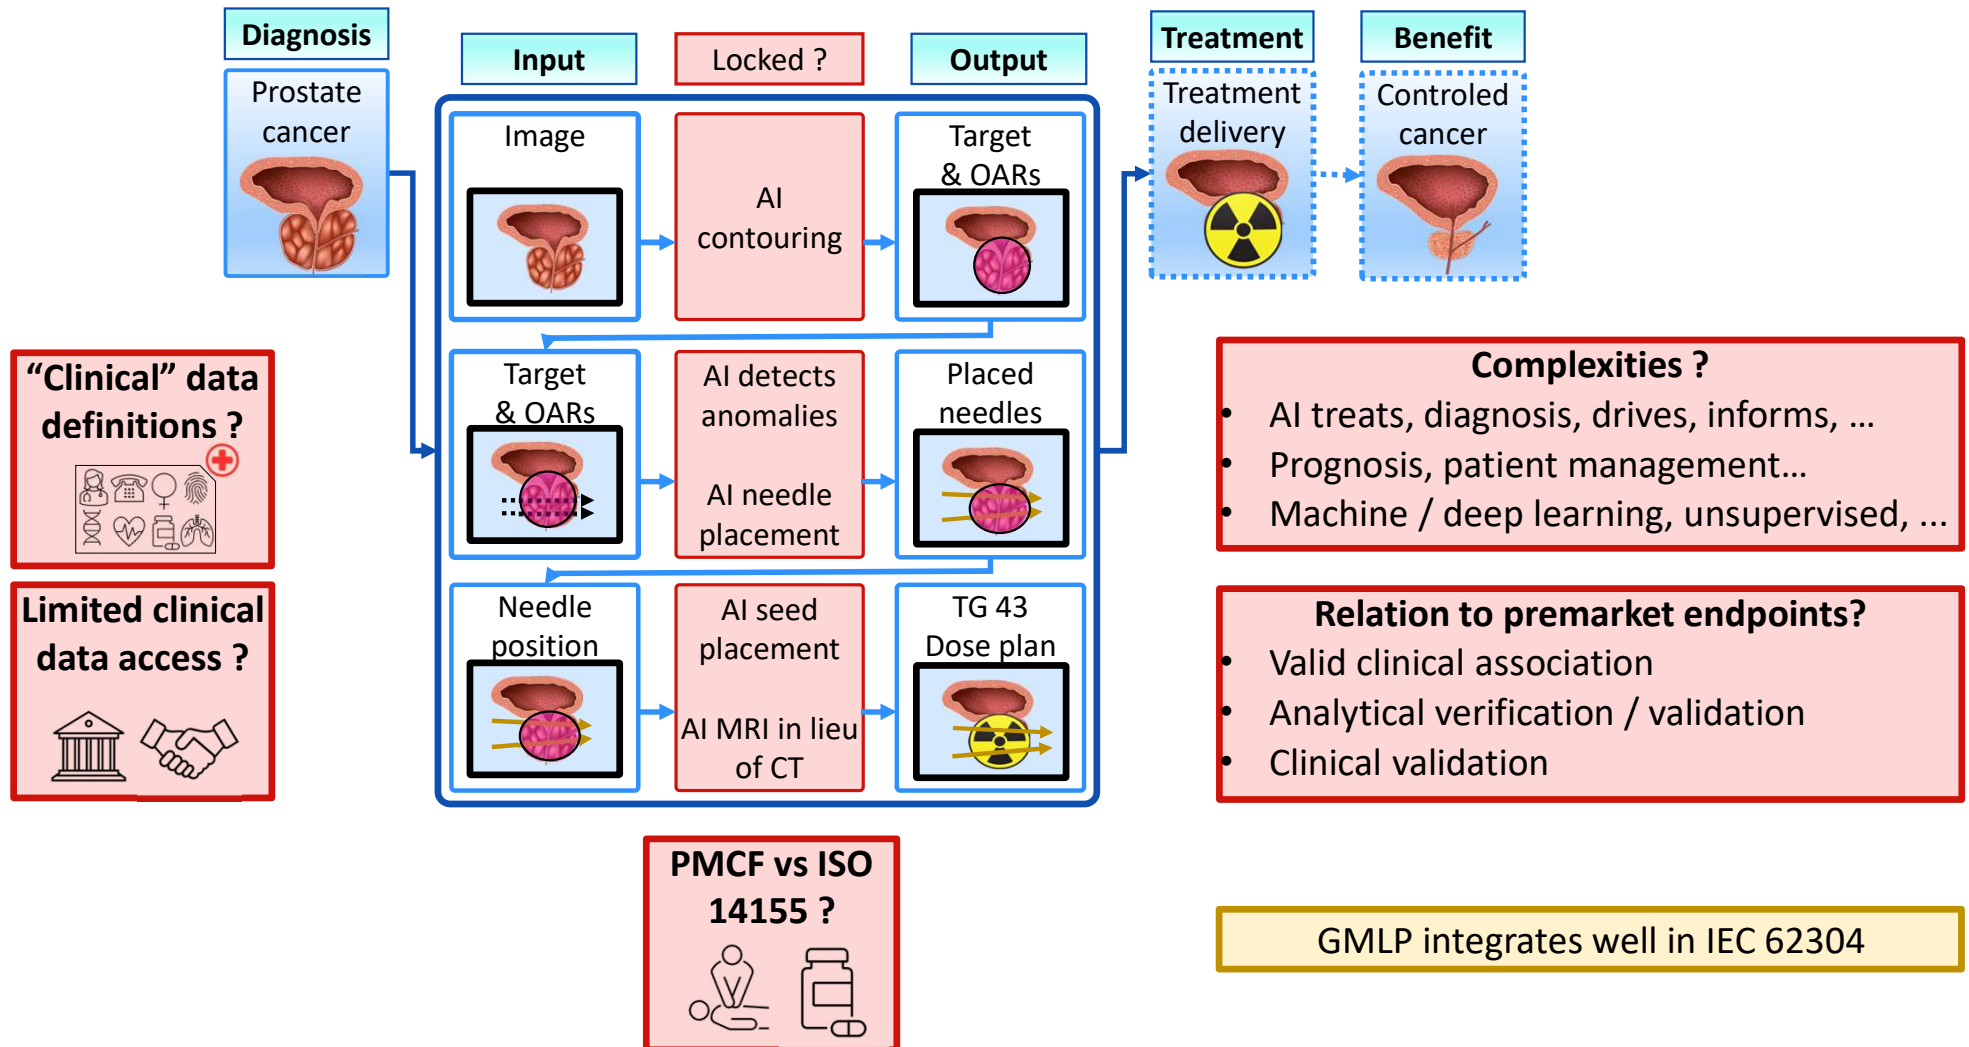 Diagnosis
Input
Locked ?
Output
Treatment
Benefit
Prostate
cancer
Image
AI
contouring
Target
& OARs
Treatment
delivery
Controled
cancer
Target
& OARs
AI detects
anomalies
AI needle
placement
Placed
needles
Needle
position
AI seed
placement
AI MRI in lieu
of CT
TG 43
Dose plan
“Clinical” data
definitions ?
Limited clinical
data access ?
PMCF vs ISO
14155 ?
Complexities ?
• AI treats, diagnosis, drives, informs, ...
• Prognosis, patient management...
• Machine / deep learning, unsupervised, ...
Relation to premarket endpoints?
• Valid clinical association
• Analytical verification / validation
• Clinical validation
GMLP integrates well in IEC 62304